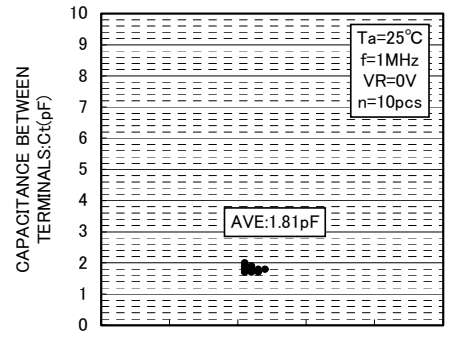 CAPACITANCE BETWEEN
TERMINALS:Ct(pF)
10
9
8
7
6
5
4
3
2
1
0
Ta=25℃
f=1MHz
VR=0V
n=10pcs
AVE:1.81pF